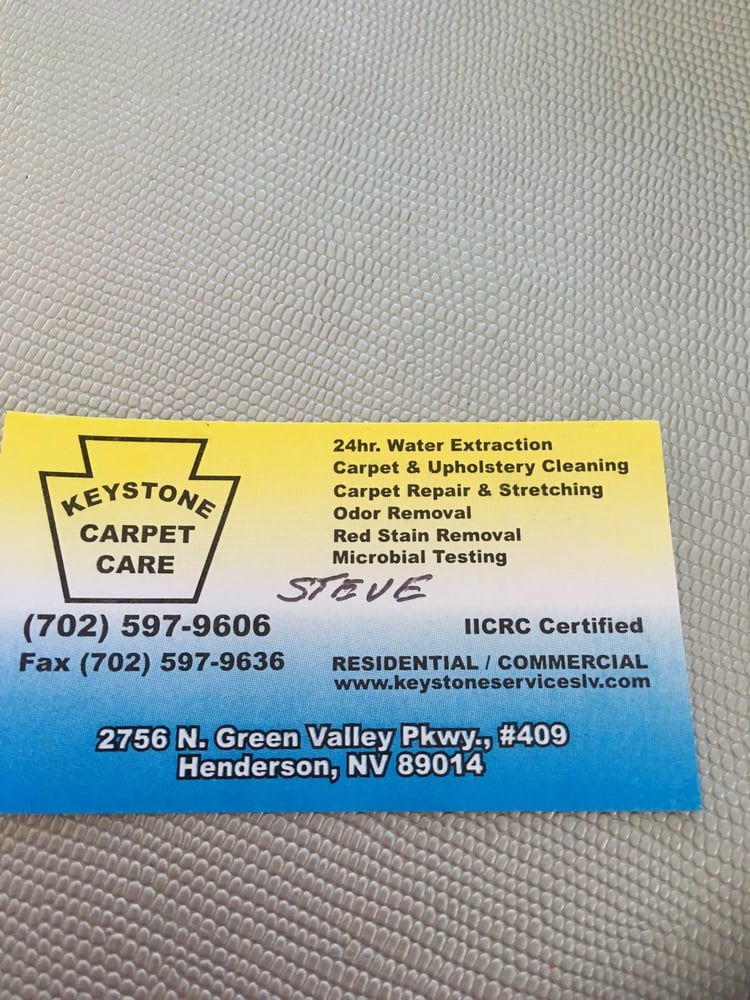 KEYSTONE
CARPET
CARE
24hr. Water Extraction
Carpet & Upholstery Cleaning
Carpet Repair & Stretching
Odor Removal
Red Stain Removal
Microbial Testing
STEVE
(702) 597-9606
Fax (702) 597-9636
IICRC Certified
RESIDENTIAL / COMMERCIAL
www.keystoneserviceslv.com
2756 N. Green Valley Pkwy., #409
Henderson, NV 89014